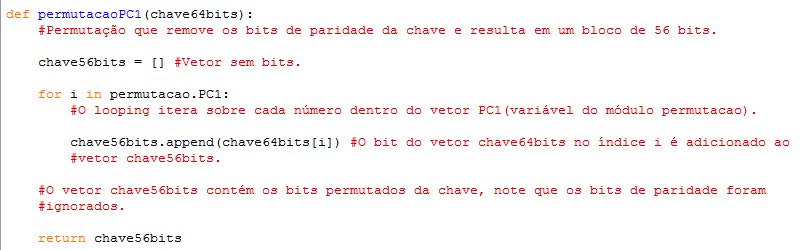 def permutacaoPC1(chave64bits):
#Permutação que remove os bits de paridade da chave e resulta em um bloco de 56 bits.
chave56bits = [] #Vetor sem bits.
for i in permutacao.PC1:
#O looping itera sobre cada número dentro do vetor PC1(variável do módulo permutacao).
chave56bits.append(chave64bits[i]) #O bit do vetor chave64bits no índice i é adicionado ao
#vetor chave56bits.
#O vetor chave56bits contém os bits permutados da chave, note que os bits de paridade foram
#ignorados.
return chave56bits